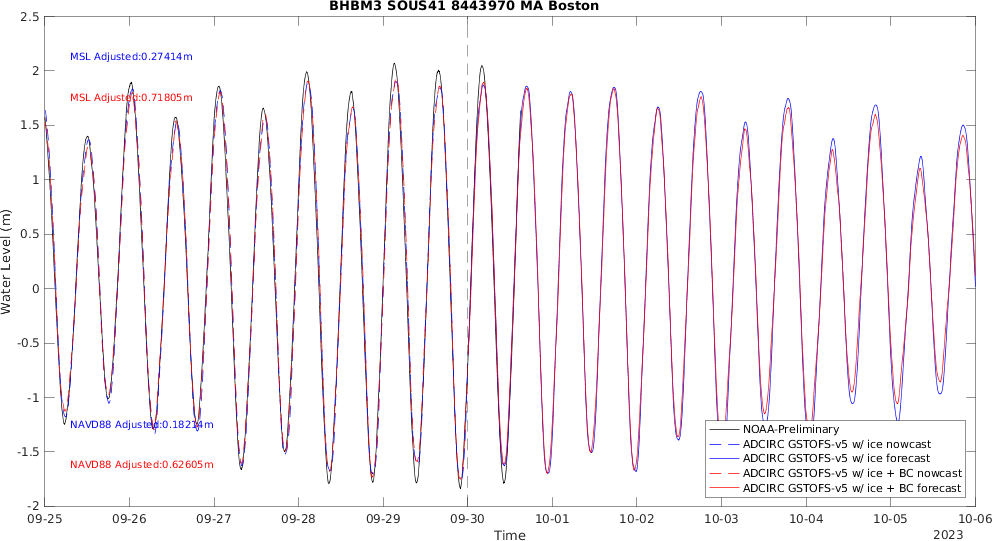 BHBM3 SOUS41 8443970 MA Boston
2.5
2
1.5
1
0.5
0
-0.5
-1
-1.5
-2
Water Level (m)
MSL Adjusted:0.27414m
MSL Adjusted:0.71805m
NAVD88 Adjusted:0.18214m
NAVD88 Adjusted:0.62605m
NOAA-Preliminary
ADCIRC GSTOFS-v5 w/ ice nowcast
ADCIRC GSTOFS-v5 w/ ice forecast
ADCIRC GSTOFS-v5 w/ ice + BC nowcast
ADCIRC GSTOFS-v5 w/ ice + BC forecast
09-25 09-26 09-27 09-28 09-29 09-30 10-01 10-02 10-03 10-04 10-05 10-06
Time
2023